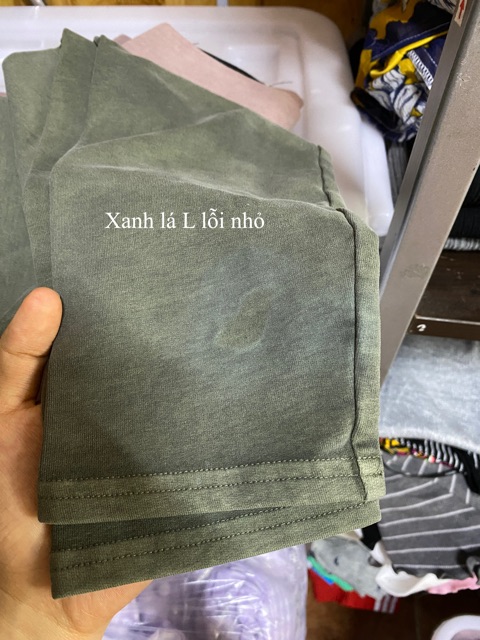 Xanh lá L lỗi nhỏ